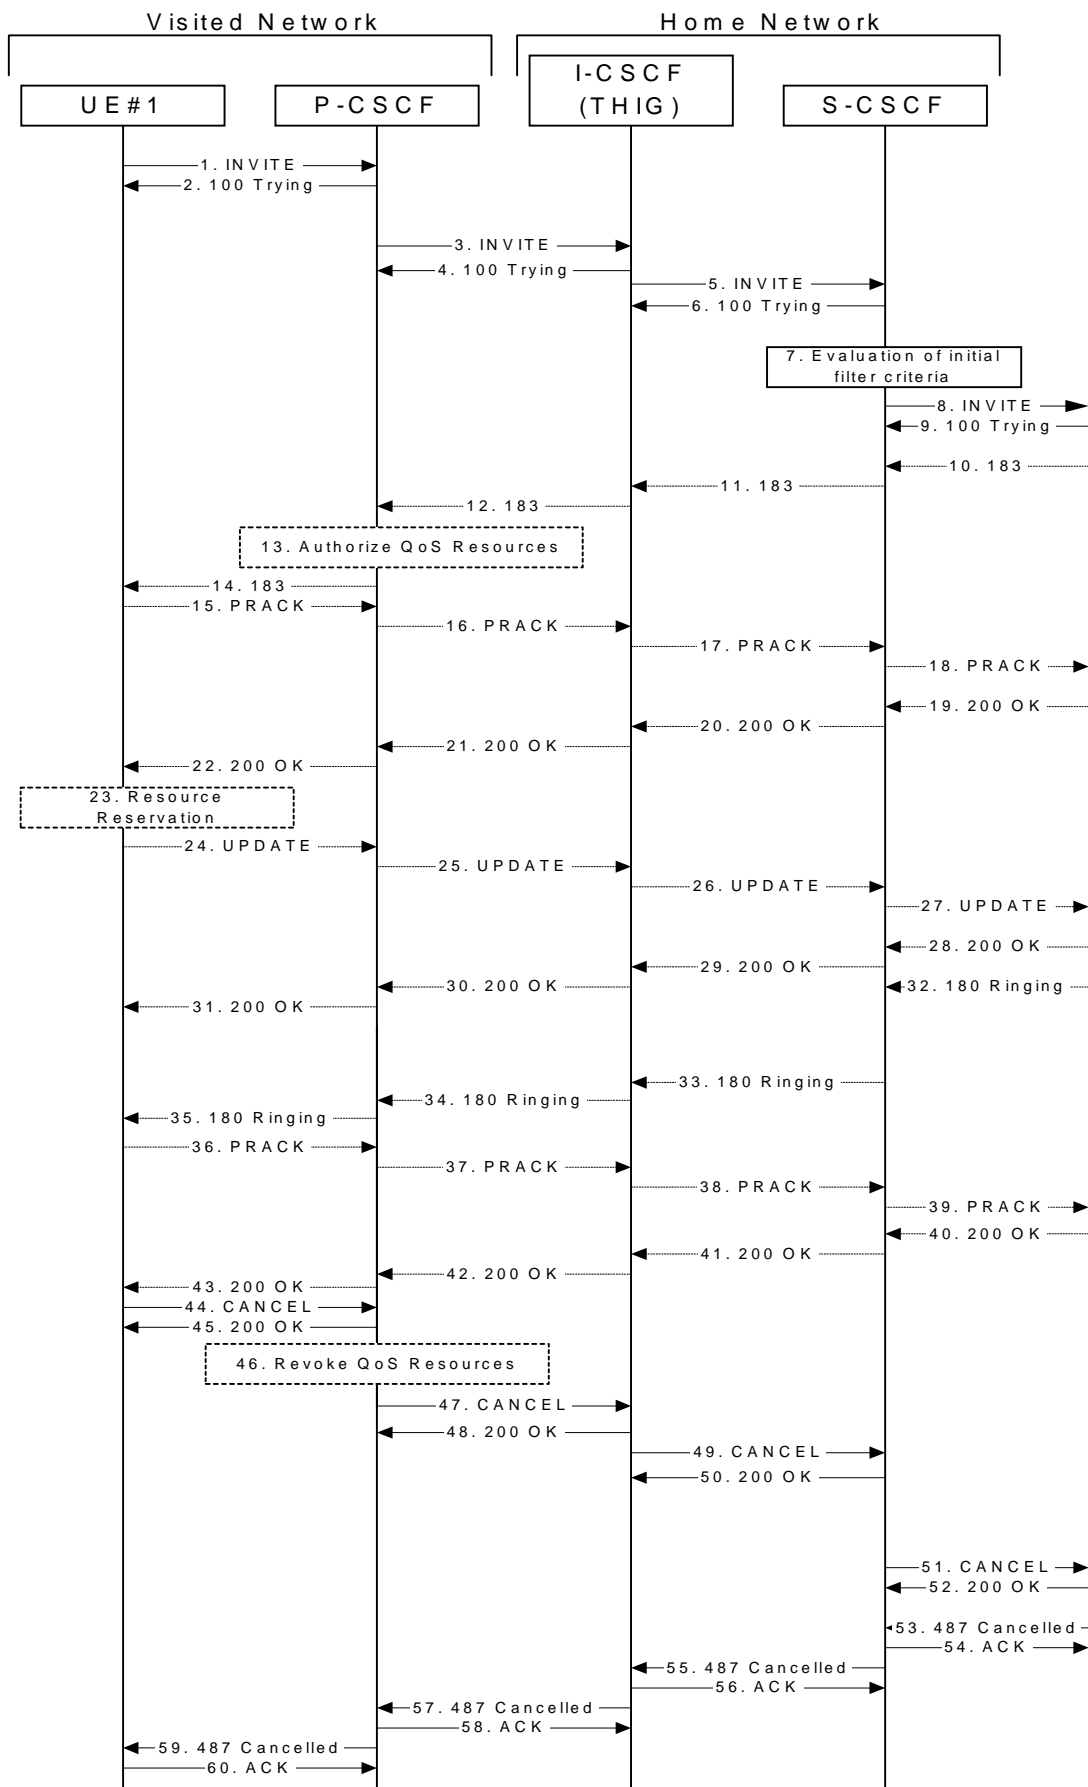 Visited Network
Home Network
UE#1
P-CSCF
I-CSCF
(THIG)
S-CSCF
1. INVITE
2. 100 Trying
3. INVITE
4. 100 Trying
5. INVITE
6. 100 Trying
7. Evaluation of initial
filter criteria
8. INVITE
9. 100 Trying
10. 183
11. 183
12. 183
13. Authorize QoS Resources
14. 183
15. PRACK
16. PRACK
17. PRACK
18. PRACK
19. 200 OK
20. 200 OK
21. 200 OK
22. 200 OK
23. Resource
Reservation
24. UPDATE
25. UPDATE
26. UPDATE
27. UPDATE
28. 200 OK
29. 200 OK
30. 200 OK
31. 200 OK
32. 180 Ringing
33. 180 Ringing
34. 180 Ringing
35. 180 Ringing
36. PRACK
37. PRACK
38. PRACK
39. PRACK
40. 200 OK
41. 200 OK
42. 200 OK
43. 200 OK
44. CANCEL
45. 200 OK
46. Revoke QoS Resources
47. CANCEL
48. 200 OK
49. CANCEL
50. 200 OK
51. CANCEL
52. 200 OK
53. 487 Cancelled
54. ACK
55. 487 Cancelled
56. ACK
57. 487 Cancelled
58. ACK
59. 487 Cancelled
60. ACK